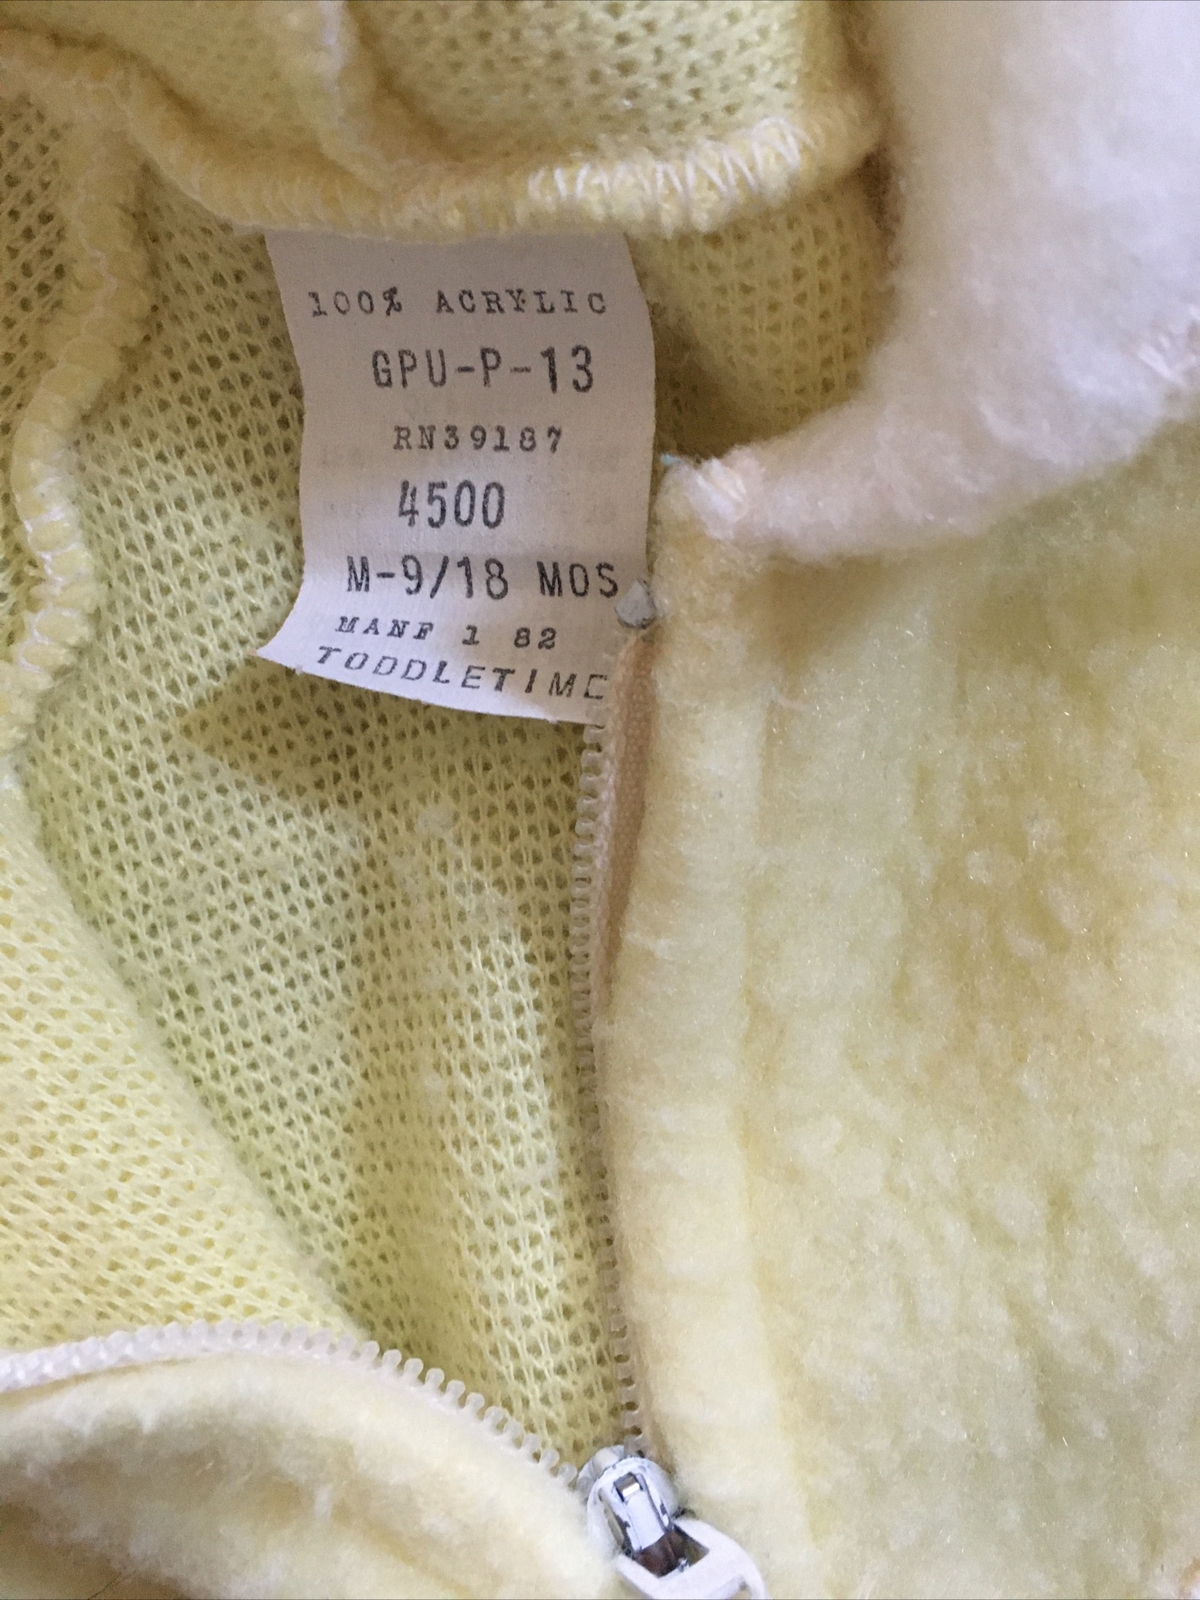 100% ACRYLIC
GPU-P-13
RN39187
4500
M-9/18 MOS
MANF 1 82
TODDLETIME